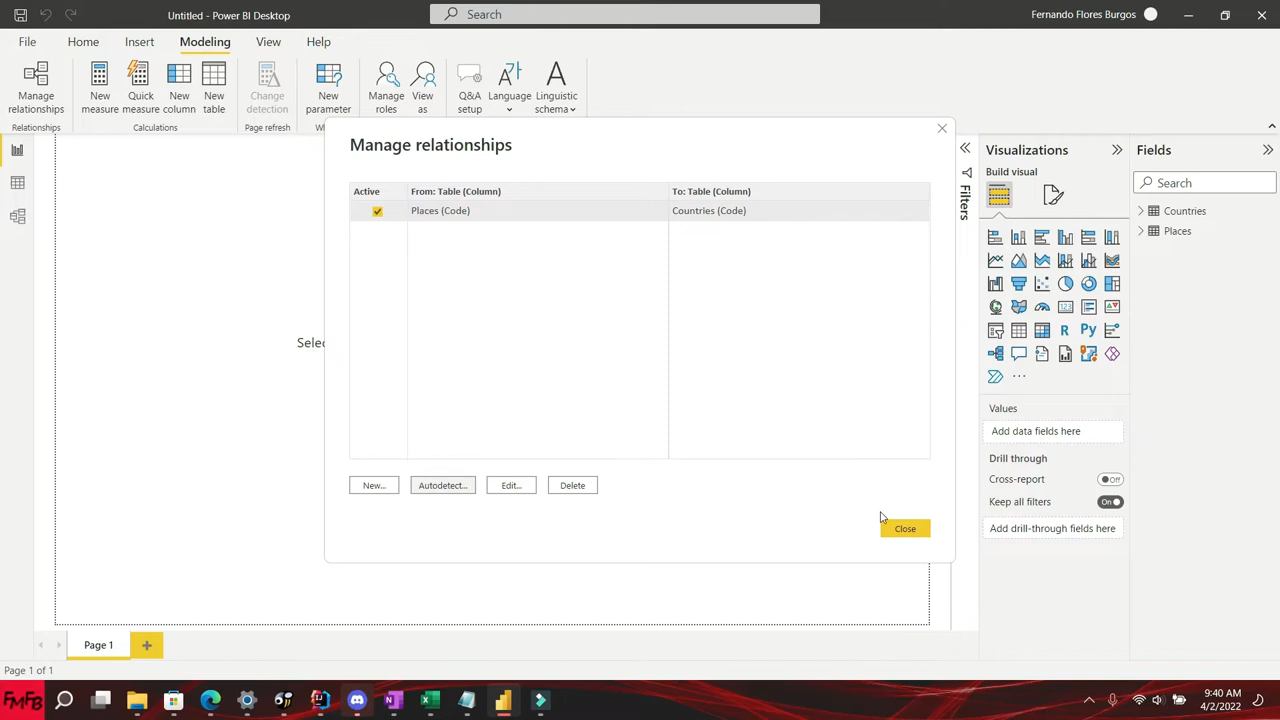 Untitled - Power BI Desktop
Search
Fernando Flores Burgos
File Home Insert Modeling View Help
Manage relationships
New measure
Quick measure
New column
New table
Change detection
New parameter
Manage roles
View as
Q&A setup
Language
Linguistic schema
Relationships
Calculations
Page refresh
Manage relationships
Active From: Table (Column) To: Table (Column)
Places (Code) Countries (Code)
New... Autodetect... Edit... Delete
Close
Filters
Visualizations
Build visual
R Py
123
Values
Add data fields here
Drill through
Cross-report Off
Keep all filters On
Add drill-through fields here
Fields
Search
Countries
Places
Page 1
Page 1 of 1
FMFB
9:40 AM
4/2/2022